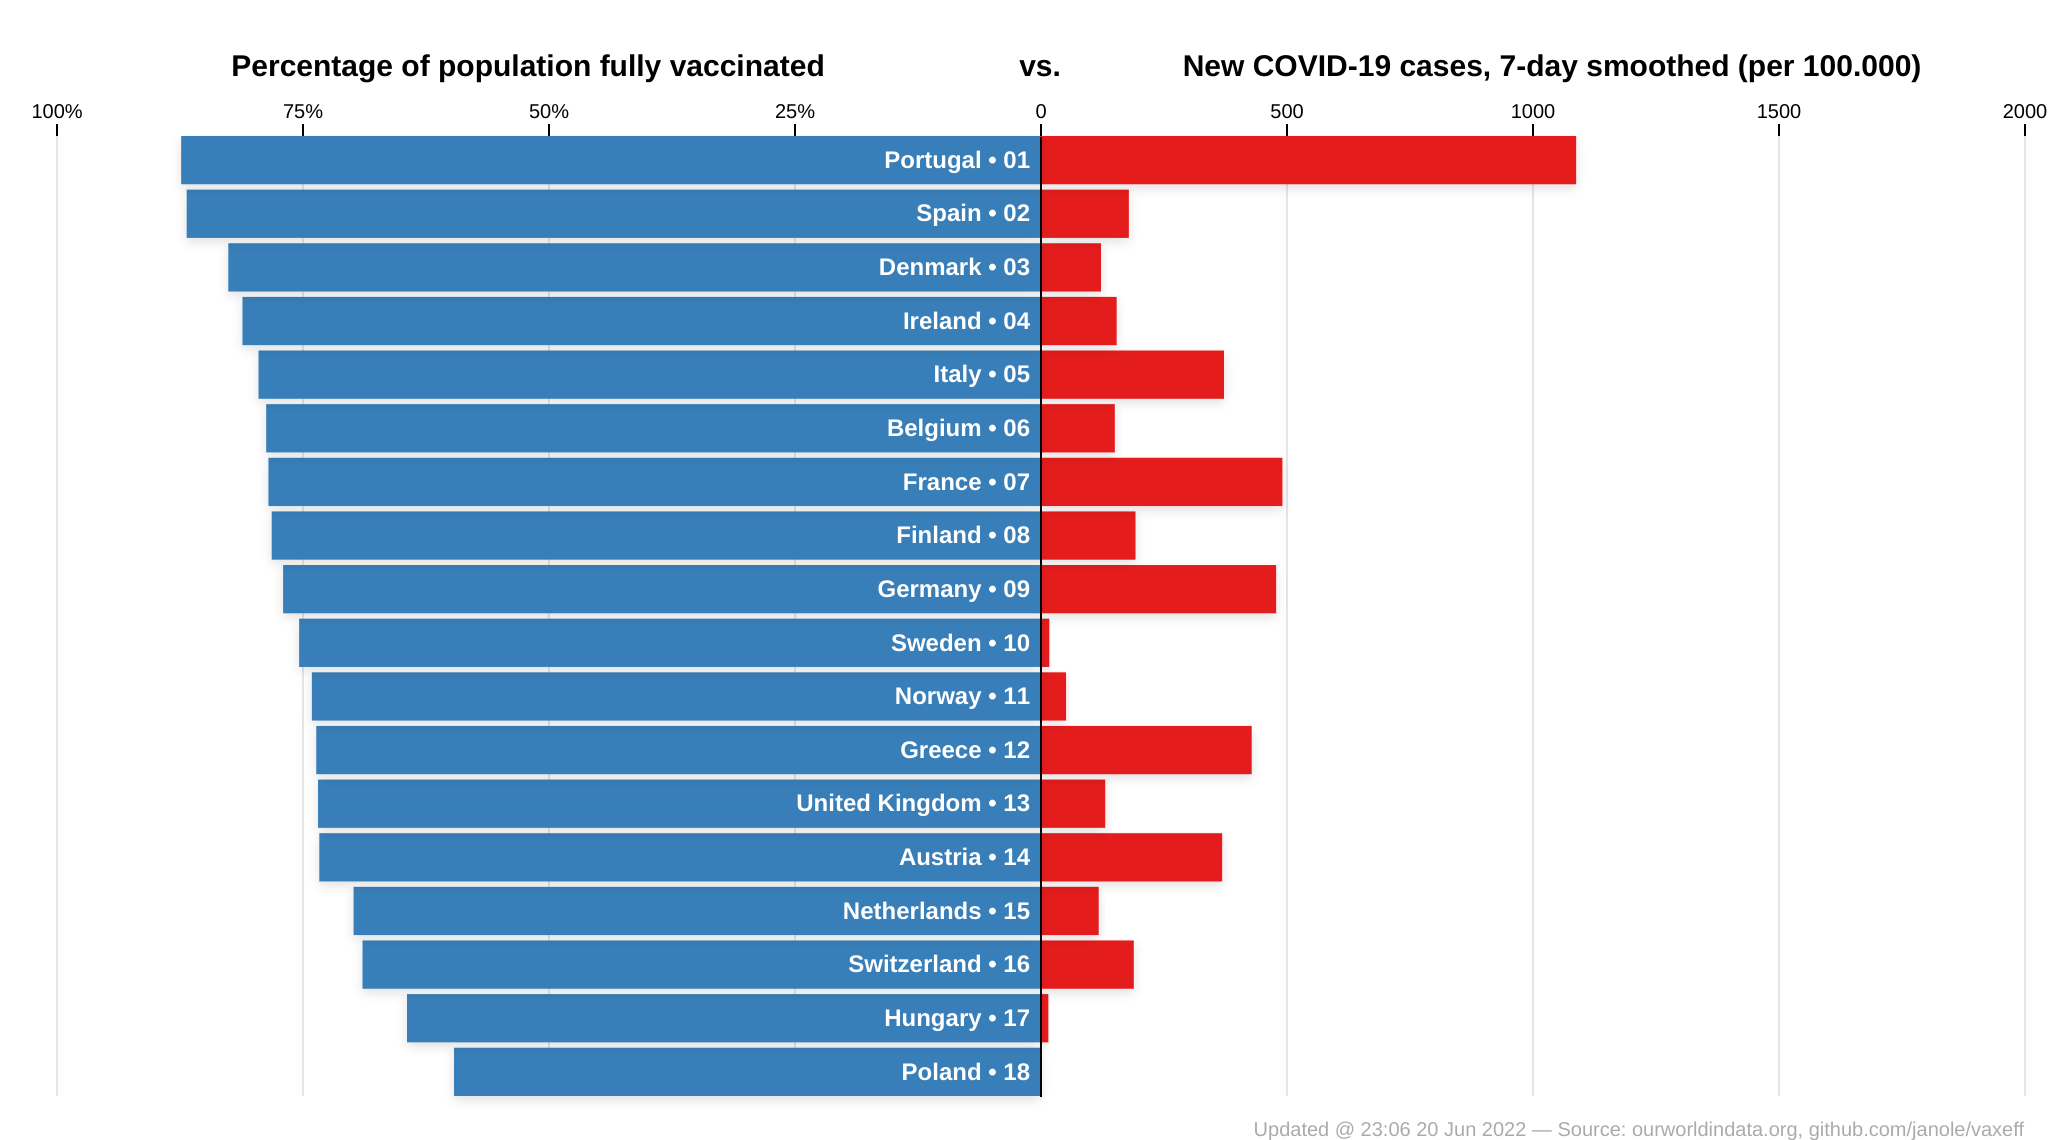 Percentage of population fully vaccinated vs. New COVID-19 cases, 7-day smoothed (per 100.000)
100% 75% 50% 25% 0 500 1000 1500 2000
Portugal • 01
Spain • 02
Denmark • 03
Ireland • 04
Italy • 05
Belgium • 06
France • 07
Finland • 08
Germany • 09
Sweden • 10
Norway • 11
Greece • 12
United Kingdom • 13
Austria • 14
Netherlands • 15
Switzerland • 16
Hungary • 17
Poland • 18
Updated @ 23:06 20 Jun 2022 — Source: ourworldindata.org, github.com/janole/vaxeff